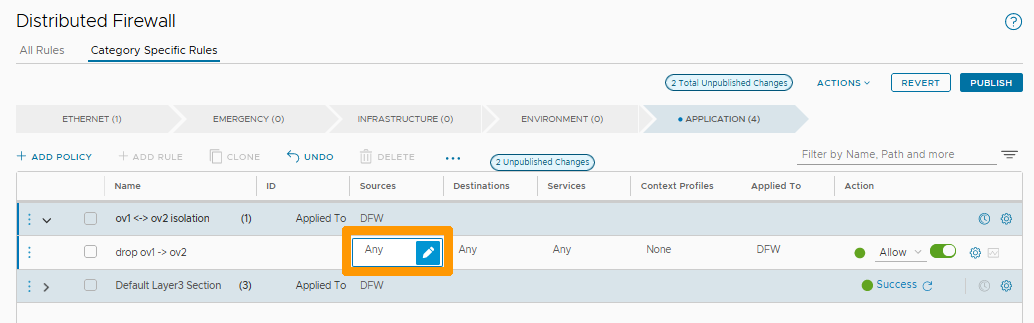 Distributed Firewall
All Rules Category Specific Rules
2 Total Unpublished Changes ACTIONS REVERT PUBLISH
ETHERNET (1) EMERGENCY (0) INFRASTRUCTURE (0) ENVIRONMENT (0) APPLICATION (4)
+ ADD POLICY + ADD RULE CLONE UNDO DELETE ... 2 Unpublished Changes Filter by Name, Path and more
Name ID Sources Destinations Services Context Profiles Applied To Action
ov1 <-> ov2 isolation (1) Applied To DFW
drop ov1 -> ov2 Any Any Any None DFW Allow
Default Layer3 Section (3) Applied To DFW Success